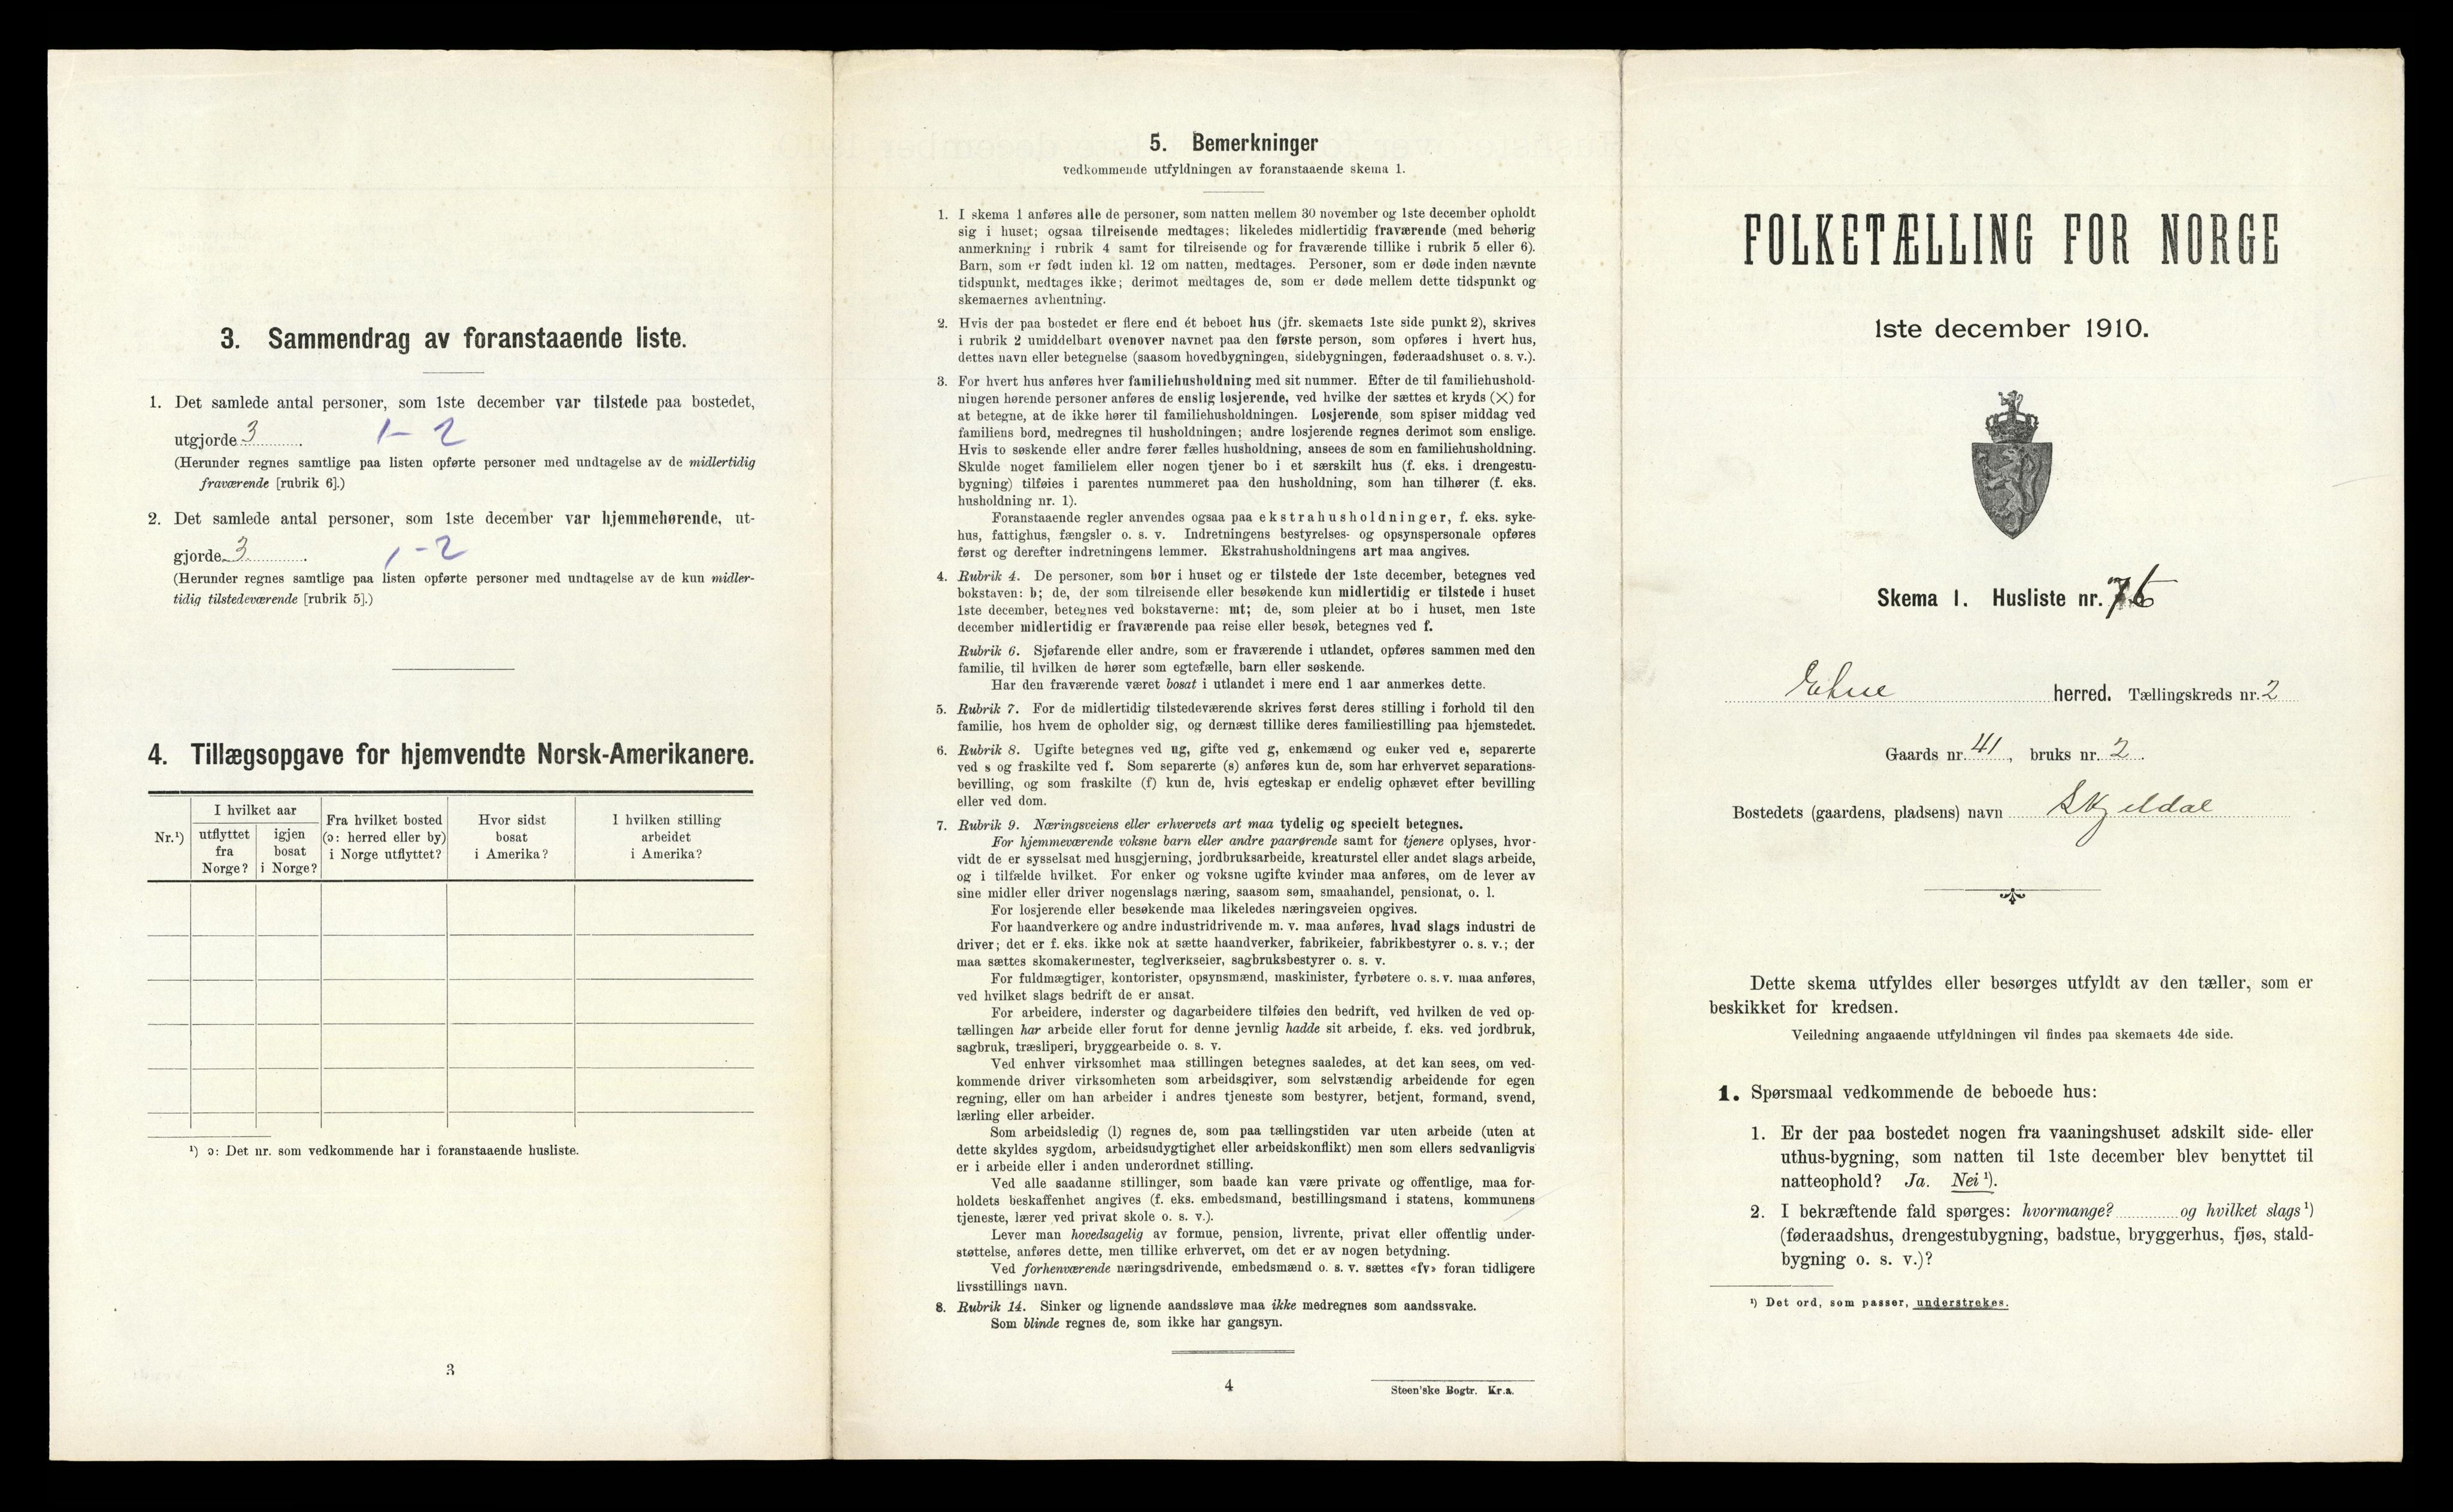 3. Sammendrag av foranstaaende liste.
1. Det samlede antal personer, som 1ste december var tilstede paa bostedet,
utgjorde 3. 1 - 2
(Herunder regnes samtlige paa listen opførte personer med undtagelse av de midlertidig
fraværende [rubrik 6].)
2. Det samlede antal personer, som 1ste december var hjemmehørende, ut-
gjorde 3. 1 - 2
(Herunder regnes samtlige paa listen opførte personer med undtagelse av de kun midler-
tidig tilstedeværende [rubrik 5].)
4. Tillægsopgave for hjemvendte Norsk-Amerikanere.
Nr.¹)
I hvilket aar
utflyttet
fra
Norge?
igjen
bosat
i Norge?
Fra hvilket bosted
(ɔ: herred eller by)
i Norge utflyttet?
Hvor sidst
bosat
i Amerika?
I hvilken stilling
arbeidet
i Amerika?
¹) ɔ: Det nr. som vedkommende har i foranstaaende husliste.
3
5. Bemerkninger
vedkommende utfyldningen av foranstaaende skema 1.
1. I skema 1 anføres alle de personer, som natten mellem 30 november og 1ste december opholdt
sig i huset; ogsaa tilreisende medtages; likeledes midlertidig fraværende (med behørig
anmerkning i rubrik 4 samt for tilreisende og for fraværende tillike i rubrik 5 eller 6).
Barn, som er født inden kl. 12 om natten, medtages. Personer, som er døde inden nævnte
tidspunkt, medtages ikke; derimot medtages de, som er døde mellem dette tidspunkt og
skemaernes avhentning.
2. Hvis der paa bostedet er flere end ét beboet hus (jfr. skemaets 1ste side punkt 2), skrives
i rubrik 2 umiddelbart ovenover navnet paa den første person, som opføres i hvert hus,
dettes navn eller betegnelse (saasom hovedbygningen, sidebygningen, føderaadshuset o. s. v.).
3. For hvert hus anføres hver familiehusholdning med sit nummer. Efter de til familiehushold-
ningen hørende personer anføres de enslig losjerende, ved hvilke der sættes et kryds (×) for
at betegne, at de ikke hører til familiehusholdningen. Losjerende, som spiser middag ved
familiens bord, medregnes til husholdningen; andre losjerende regnes derimot som enslige.
Hvis to søskende eller andre fører fælles husholdning, ansees de som en familiehusholdning.
Skulde noget familielem eller nogen tjener bo i et særskilt hus (f. eks. i drengestu-
bygning) tilføies i parentes nummeret paa den husholdning, som han tilhører (f. eks.
husholdning nr. 1).
Foranstaaende regler anvendes ogsaa paa ekstrahusholdninger, f. eks. syke-
hus, fattighus, fængsler o. s. v. Indretningens bestyrelses- og opsynspersonale opføres
først og derefter indretningens lemmer. Ekstrahusholdningens art maa angives.
4. Rubrik 4. De personer, som bor i huset og er tilstede der 1ste december, betegnes ved
bokstaven: b; de, der som tilreisende eller besøkende kun midlertidig er tilstede i huset
1ste december, betegnes ved bokstaverne: mt; de, som pleier at bo i huset, men 1ste
december midlertidig er fraværende paa reise eller besøk, betegnes ved f.
Rubrik 6. Sjøfarende eller andre, som er fraværende i utlandet, opføres sammen med den
familie, til hvilken de hører som egtefælle, barn eller søskende.
Har den fraværende været bosat i utlandet i mere end 1 aar anmerkes dette.
5. Rubrik 7. For de midlertidig tilstedeværende skrives først deres stilling i forhold til den
familie, hos hvem de opholder sig, og dernæst tillike deres familiestilling paa hjemstedet.
6. Rubrik 8. Ugifte betegnes ved ug, gifte ved g, enkemænd og enker ved e, separerte
ved s og fraskilte ved f. Som separerte (s) anføres kun de, som har erhvervet separations-
bevilling, og som fraskilte (f) kun de, hvis egteskap er endelig ophævet efter bevilling
eller ved dom.
7. Rubrik 9. Næringsveiens eller erhvervets art maa tydelig og specielt betegnes.
For hjemmeværende voksne barn eller andre paarørende samt for tjenere oplyses, hvor-
vidt de er sysselsat med husgjerning, jordbruksarbeide, kreaturstel eller andet slags arbeide,
og i tilfælde hvilket. For enker og voksne ugifte kvinder maa anføres, om de lever av
sine midler eller driver nogenslags næring, saasom søm, smaahandel, pensionat, o. l.
For losjerende eller besøkende maa likeledes næringsveien opgives.
For haandverkere og andre industridrivende m. v. maa anføres, hvad slags industri de
driver; det er f. eks. ikke nok at sætte haandverker, fabrikeier, fabrikbestyrer o. s. v.; der
maa sættes skomakermester, teglverkseier, sagbruksbestyrer o. s. v.
For fuldmægtiger, kontorister, opsynsmænd, maskinister, fyrbøtere o. s. v. maa anføres,
ved hvilket slags bedrift de er ansat.
For arbeidere, inderster og dagarbeidere tilføies den bedrift, ved hvilken de ved op-
tællingen har arbeide eller forut for denne jevnlig hadde sit arbeide, f. eks. ved jordbruk,
sagbruk, træsliperi, bryggearbeide o. s. v.
Ved enhver virksomhet maa stillingen betegnes saaledes, at det kan sees, om ved-
kommende driver virksomheten som arbeidsgiver, som selvstændig arbeidende for egen
regning, eller om han arbeider i andres tjeneste som bestyrer, betjent, formand, svend,
lærling eller arbeider.
Som arbeidsledig (l) regnes de, som paa tællingstiden var uten arbeide (uten at
dette skyldes sygdom, arbeidsudygtighet eller arbeidskonflikt) men som ellers sedvanligvis
er i arbeide eller i anden underordnet stilling.
Ved alle saadanne stillinger, som baade kan være private og offentlige, maa for-
holdets beskaffenhet angives (f. eks. embedsmand, bestillingsmand i statens, kommunens
tjeneste, lærer ved privat skole o. s. v.).
Lever man hovedsagelig av formue, pension, livrente, privat eller offentlig under-
støttelse, anføres dette, men tillike erhvervet, om det er av nogen betydning.
Ved forhenværende næringsdrivende, embedsmænd o. s. v. sættes «fv» foran tidligere
livsstillings navn.
8. Rubrik 14. Sinker og lignende aandssløve maa ikke medregnes som aandssvake.
Som blinde regnes de, som ikke har gangsyn.
4
Steen'ske Bogtr. Kr.a.
FOLKETÆLLING FOR NORGE
1ste december 1910.
Skema 1. Husliste nr.
Etne herred. Tællingskreds nr. 2
Gaards nr. 41, bruks nr. 2.
Bostedets (gaardens, pladsens) navn Skjeldal
Dette skema utfyldes eller besørges utfyldt av den tæller, som er
beskikket for kredsen.
Veiledning angaaende utfyldningen vil findes paa skemaets 4de side.
1. Spørsmaal vedkommende de beboede hus:
1. Er der paa bostedet nogen fra vaaningshuset adskilt side- eller
uthus-bygning, som natten til 1ste december blev benyttet til
natteophold? Ja. Nei ¹).
2. I bekræftende fald spørges: hvormange? og hvilket slags ¹)
(føderaadshus, drengestubygning, badstue, bryggerhus, fjøs, stald-
bygning o. s. v.)?
¹) Det ord, som passer, understrekes.